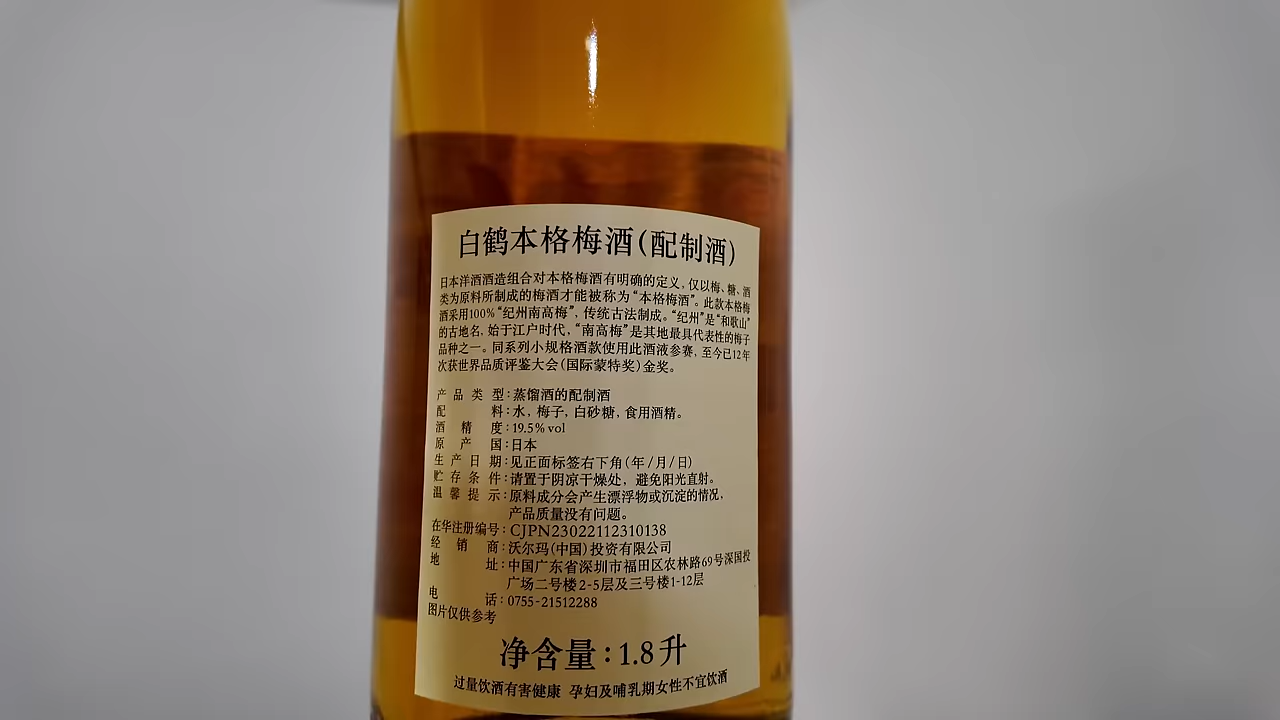 白鹤本格梅酒(配制酒)
日本洋酒酒造组合对本格梅酒有明确的定义,仅以梅、糖、酒
类为原料所制成的梅酒才能被称为“本格梅酒”。此款本格梅
酒采用100%“纪州南高梅”,传统古法制成。“纪州”是“和歌山”
的古地名,始于江户时代,“南高梅”是其地最具代表性的梅子
品种之一。同系列小规格酒款使用此酒液参赛,至今已12年
次获世界品质评鉴大会(国际蒙特奖)金奖。
产品类型:蒸馏酒的配制酒
配料:水,梅子,白砂糖,食用酒精。
酒精度:19.5% vol
原产国:日本
生产日期:见正面标签右下角(年/月/日)
贮存条件:请置于阴凉干燥处,避免阳光直射。
温馨提示:原料成分会产生漂浮物或沉淀的情况,
产品质量没有问题。
在华注册编号:CJPN23022112310138
经销商:沃尔玛(中国)投资有限公司
地址:中国广东省深圳市福田区农林路69号深国投
广场二号楼2-5层及三号楼1-12层
电话:0755-21512288
图片仅供参考
净含量:1.8升
过量饮酒有害健康 孕妇及哺乳期女性不宜饮酒